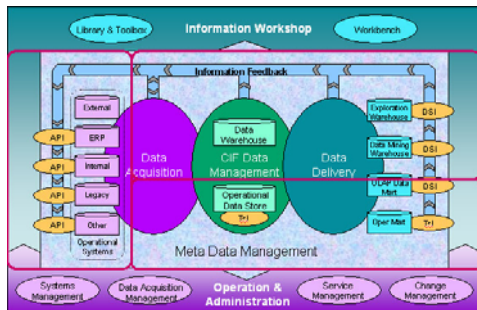 Library & Toolbox
Information Workshop
Workbench
Information Feedback
External
API
ERP
API
Internal
API
Legacy
API
Other
Operational
Systems
Data
Acquisition
Data
Warehouse
CIF Data
Management
Operational
Data Store
TrI
Data
Delivery
Exploration
Warehouse
DSI
Data Mining
Warehouse
DSI
OLAP Data
Mart
DSI
Oper Mart
TrI
Meta Data Management
Systems
Management
Data Acquisition
Management
Operation &
Administration
Service
Management
Change
Management